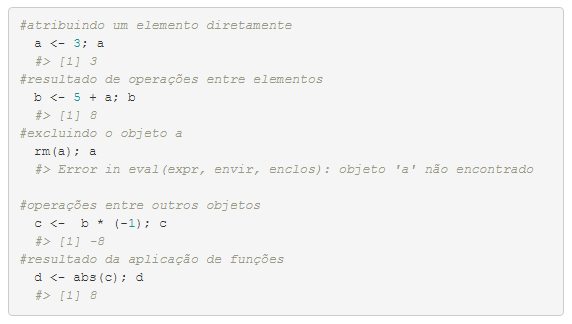 #atribuindo um elemento diretamente
a <- 3; a
#> [1] 3
#resultado de operações entre elementos
b <- 5 + a; b
#> [1] 8
#excluindo o objeto a
rm(a); a
#> Error in eval(expr, envir, enclos): objeto 'a' não encontrado
#operações entre outros objetos
c <-  b * (-1); c
#> [1] -8
#resultado da aplicação de funções
d <- abs(c); d
#> [1] 8